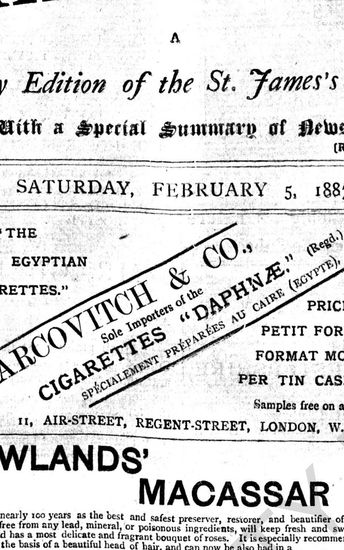 A
y Edition of the St. James's
With a Special Summary of News
(R
SATURDAY, FEBRUARY 5, 188
"THE
EGYPTIAN
RETTES."
ARCOVITCH & CO.,
Sole Importers of the (Regd.)
CIGARETTES "DAPHNÆ."
SPÉCIALEMENT PRÉPARÉES AU CAIRE (EGYPTE),
PRIC
PETIT FOR
FORMAT MO
PER TIN CAS
Samples free on a
11, AIR-STREET, REGENT-STREET, LONDON, W.
WLANDS'
MACASSAR
nearly 100 years as the best and safest preserver, restorer, and beautifier of
free from any lead, mineral, or poisonous ingredients, will keep fresh and sw
d has a most delicate and fragrant bouquet of roses. It is especially recommen
the basis of a beautiful head of hair, and can now be also had in a